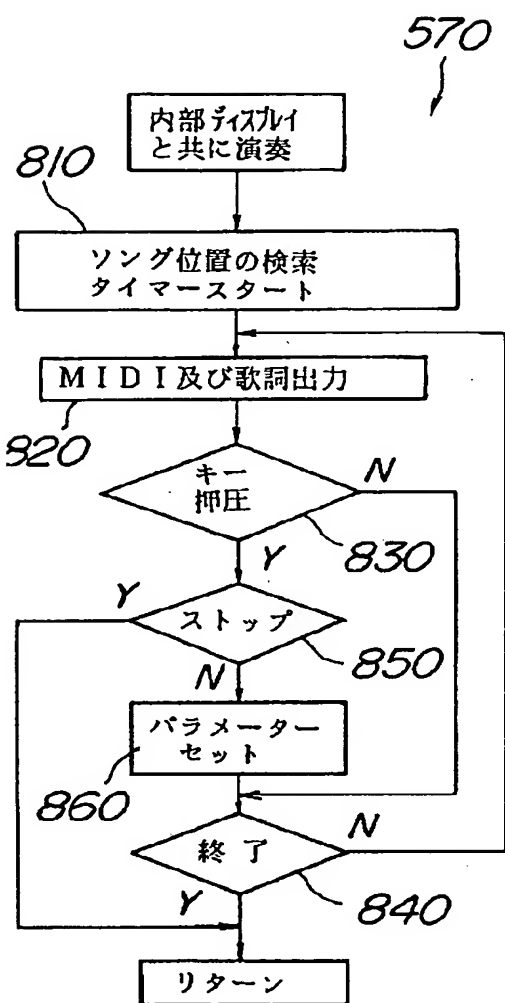 570
内部ディスプレイ
と共に演奏
810
ソング位置の検索
タイマースタート
ＭＩＤＩ及び歌詞出力
820
キー
押圧
N
830
Y
Y
ストップ
850
N
パラメーター
セット
860
N
終了
840
Y
リターン